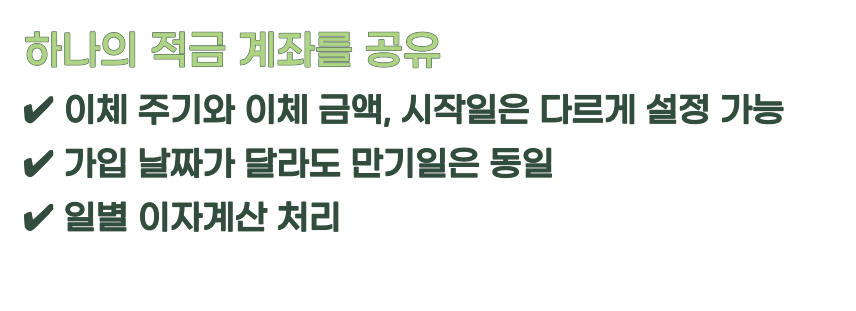 하나의 적금 계좌를 공유
✔ 이체 주기와 이체 금액, 시작일은 다르게 설정 가능
✔ 가입 날짜가 달라도 만기일은 동일
✔ 일별 이자계산 처리